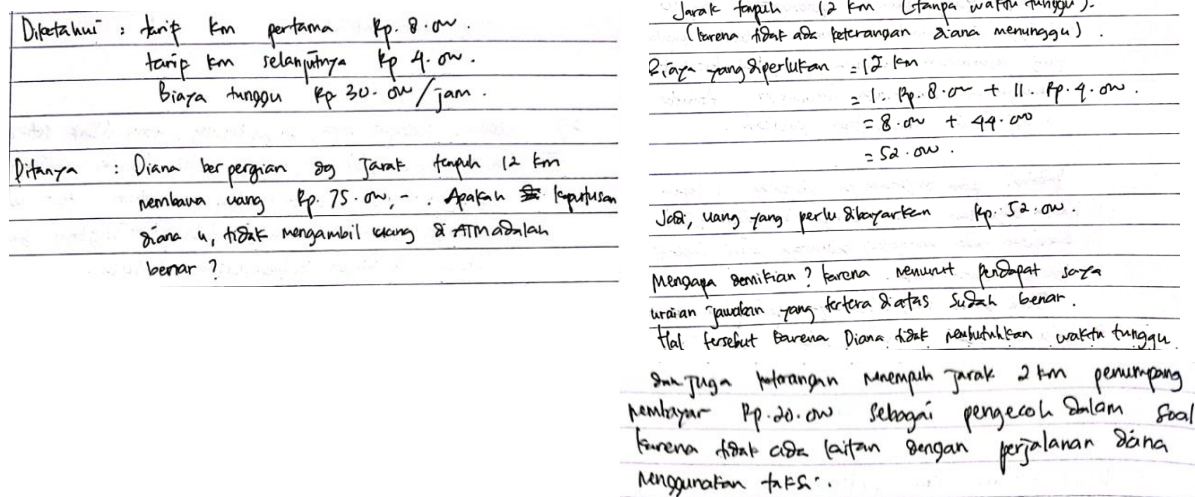 Diketahui : tarif km pertama Rp. 8.000.
tarif km selanjutnya Rp 4.000.
Biaya tunggu Rp 30.000/jam.
Ditanya : Diana berpergian dg jarak tempuh 12 km
membawa uang Rp. 75.000,-. Apakah keputusan
diana u, tidak mengambil uang di ATM adalah
benar ?
Jarak tempuh 12 km (tanpa waktu tunggu).
(karena tidak ada keterangan diana menunggu).
Biaya yang diperlukan = 12 km
= 1. Rp. 8.000 + 11. Rp. 4.000.
= 8.000 + 44.000
= 52.000.
Jadi, uang yang perlu dibayarkan Rp. 52.000.
Mengapa demikian? karena menurut pendapat saya
uraian jawaban yang tertera diatas sudah benar.
Hal tersebut karena Diana tidak membutuhkan waktu tunggu
dan juga keterangan menempuh jarak 2 km penumpang
membayar Rp. 20.000 sebagai pengecoh dalam soal
karena tidak ada kaitan dengan perjalanan diana
menggunakan taksi.